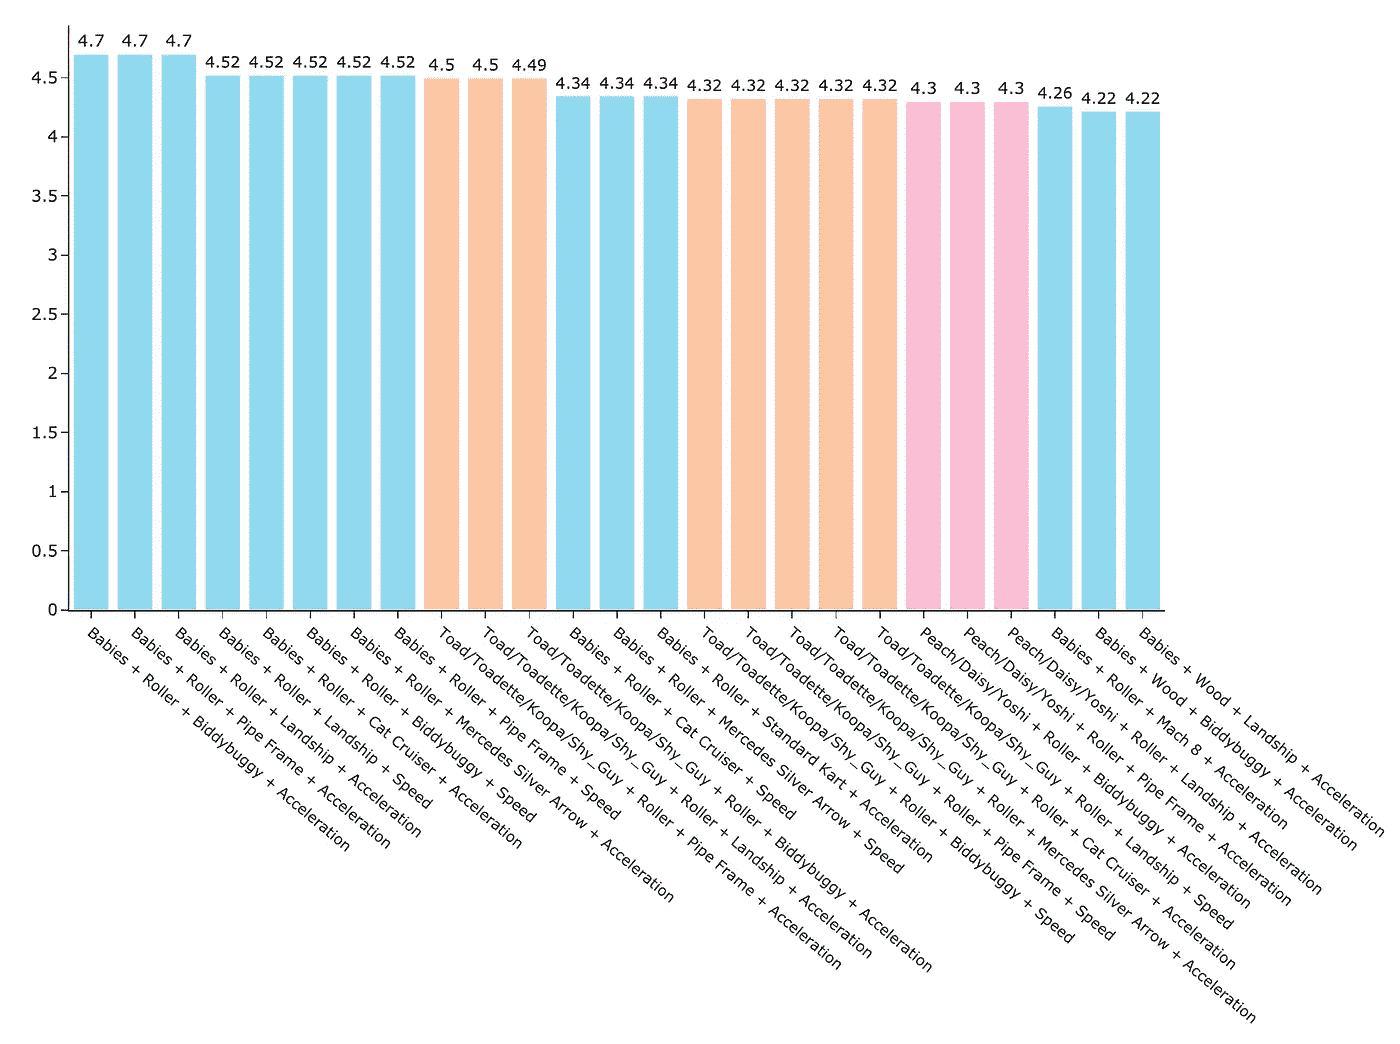 4.7
4.7
4.7
4.52
4.52
4.52
4.52
4.52
4.5
4.5
4.49
4.34
4.34
4.34
4.32
4.32
4.32
4.32
4.32
4.3
4.3
4.3
4.26
4.22
4.22
4.5
4
3.5
3
2.5
2
1.5
1
0.5
0
Babies + Roller + Biddybuggy + Acceleration
Babies + Roller + Pipe Frame + Acceleration
Babies + Roller + Landship + Acceleration
Babies + Roller + Landship + Speed
Babies + Roller + Cat Cruiser + Acceleration
Babies + Roller + Biddybuggy + Speed
Babies + Roller + Mercedes Silver Arrow + Acceleration
Babies + Roller + Pipe Frame + Speed
Toad/Toadette/Koopa/Shy_Guy + Roller + Pipe Frame + Acceleration
Toad/Toadette/Koopa/Shy_Guy + Roller + Landship + Acceleration
Toad/Toadette/Koopa/Shy_Guy + Roller + Biddybuggy + Acceleration
Babies + Roller + Cat Cruiser + Speed
Babies + Roller + Mercedes Silver Arrow + Speed
Babies + Roller + Standard Kart + Acceleration
Toad/Toadette/Koopa/Shy_Guy + Roller + Biddybuggy + Speed
Toad/Toadette/Koopa/Shy_Guy + Roller + Pipe Frame + Speed
Toad/Toadette/Koopa/Shy_Guy + Roller + Mercedes Silver Arrow + Acceleration
Toad/Toadette/Koopa/Shy_Guy + Roller + Cat Cruiser + Acceleration
Toad/Toadette/Koopa/Shy_Guy + Roller + Landship + Speed
Peach/Daisy/Yoshi + Roller + Biddybuggy + Acceleration
Peach/Daisy/Yoshi + Roller + Pipe Frame + Acceleration
Peach/Daisy/Yoshi + Roller + Landship + Acceleration
Babies + Roller + Mach 8 + Acceleration
Babies + Wood + Biddybuggy + Acceleration
Babies + Wood + Landship + Acceleration